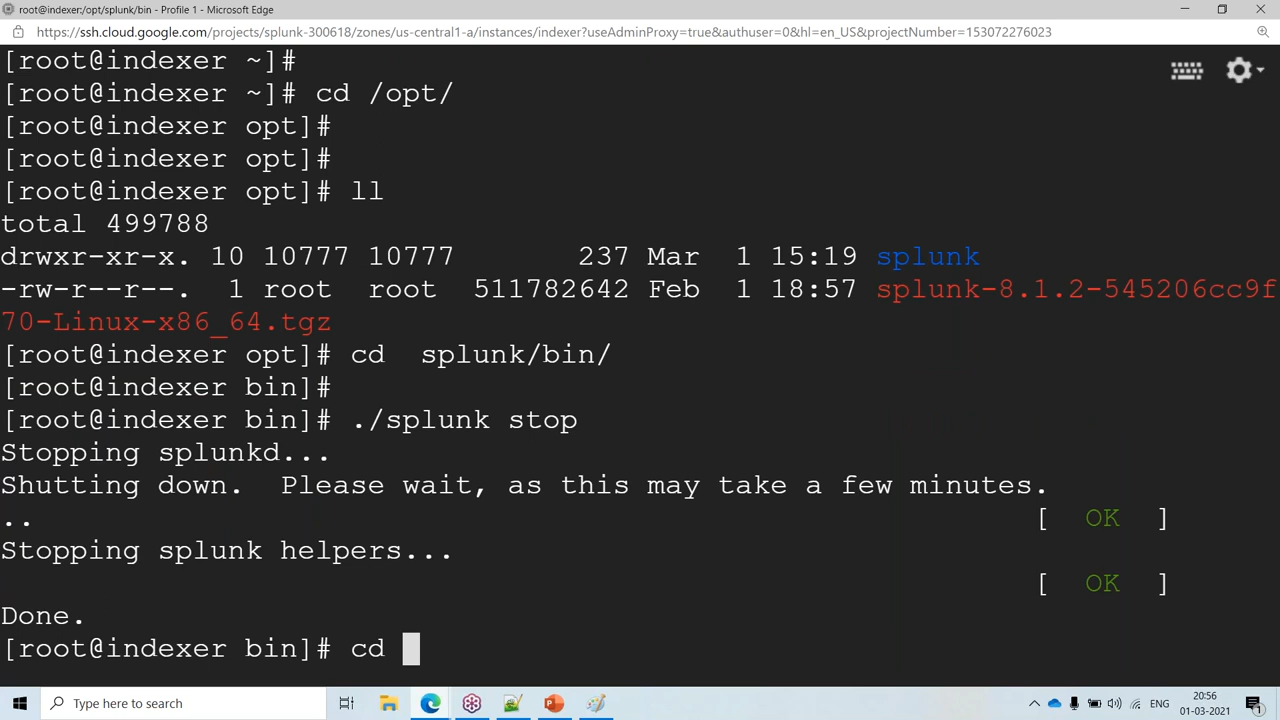 root@indexer:/opt/splunk/bin - Profile 1 - Microsoft Edge
https://ssh.cloud.google.com/projects/splunk-300618/zones/us-central1-a/instances/indexer?useAdminProxy=true&authuser=0&hl=en_US&projectNumber=153072276023
[root@indexer ~]#
[root@indexer ~]# cd /opt/
[root@indexer opt]#
[root@indexer opt]#
[root@indexer opt]# ll
total 499788
drwxr-xr-x. 10 10777 10777       237 Mar  1 15:19 splunk
-rw-r--r--.  1 root  root  511782642 Feb  1 18:57 splunk-8.1.2-545206cc9f
70-Linux-x86_64.tgz
[root@indexer opt]# cd  splunk/bin/
[root@indexer bin]#
[root@indexer bin]# ./splunk stop
Stopping splunkd...
Shutting down.  Please wait, as this may take a few minutes.
..                                                         [  OK  ]
Stopping splunk helpers...
                                                           [  OK  ]
Done.
[root@indexer bin]# cd
Type here to search
ENG
20:56
01-03-2021
1